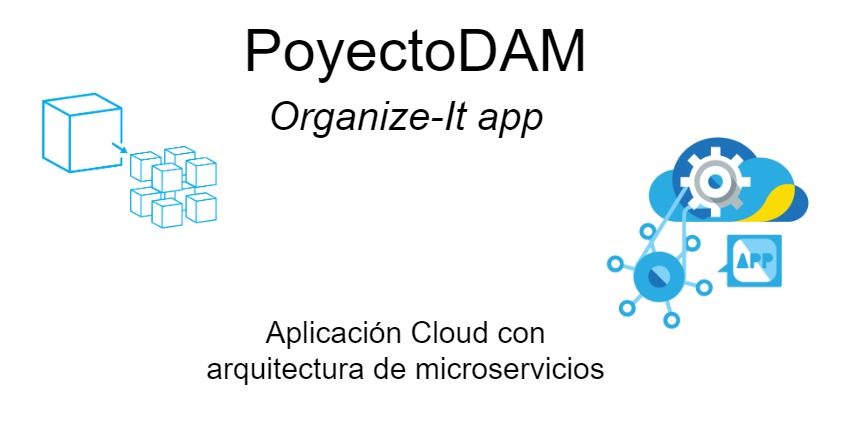 PoyectoDAM
Organize-It app
APP
Aplicación Cloud con
arquitectura de microservicios